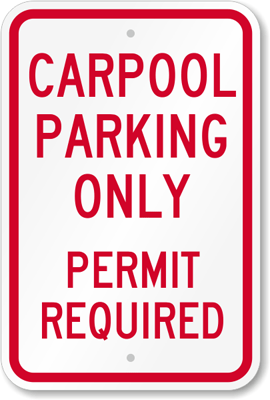 CARPOOL
PARKING
ONLY
PERMIT
REQUIRED